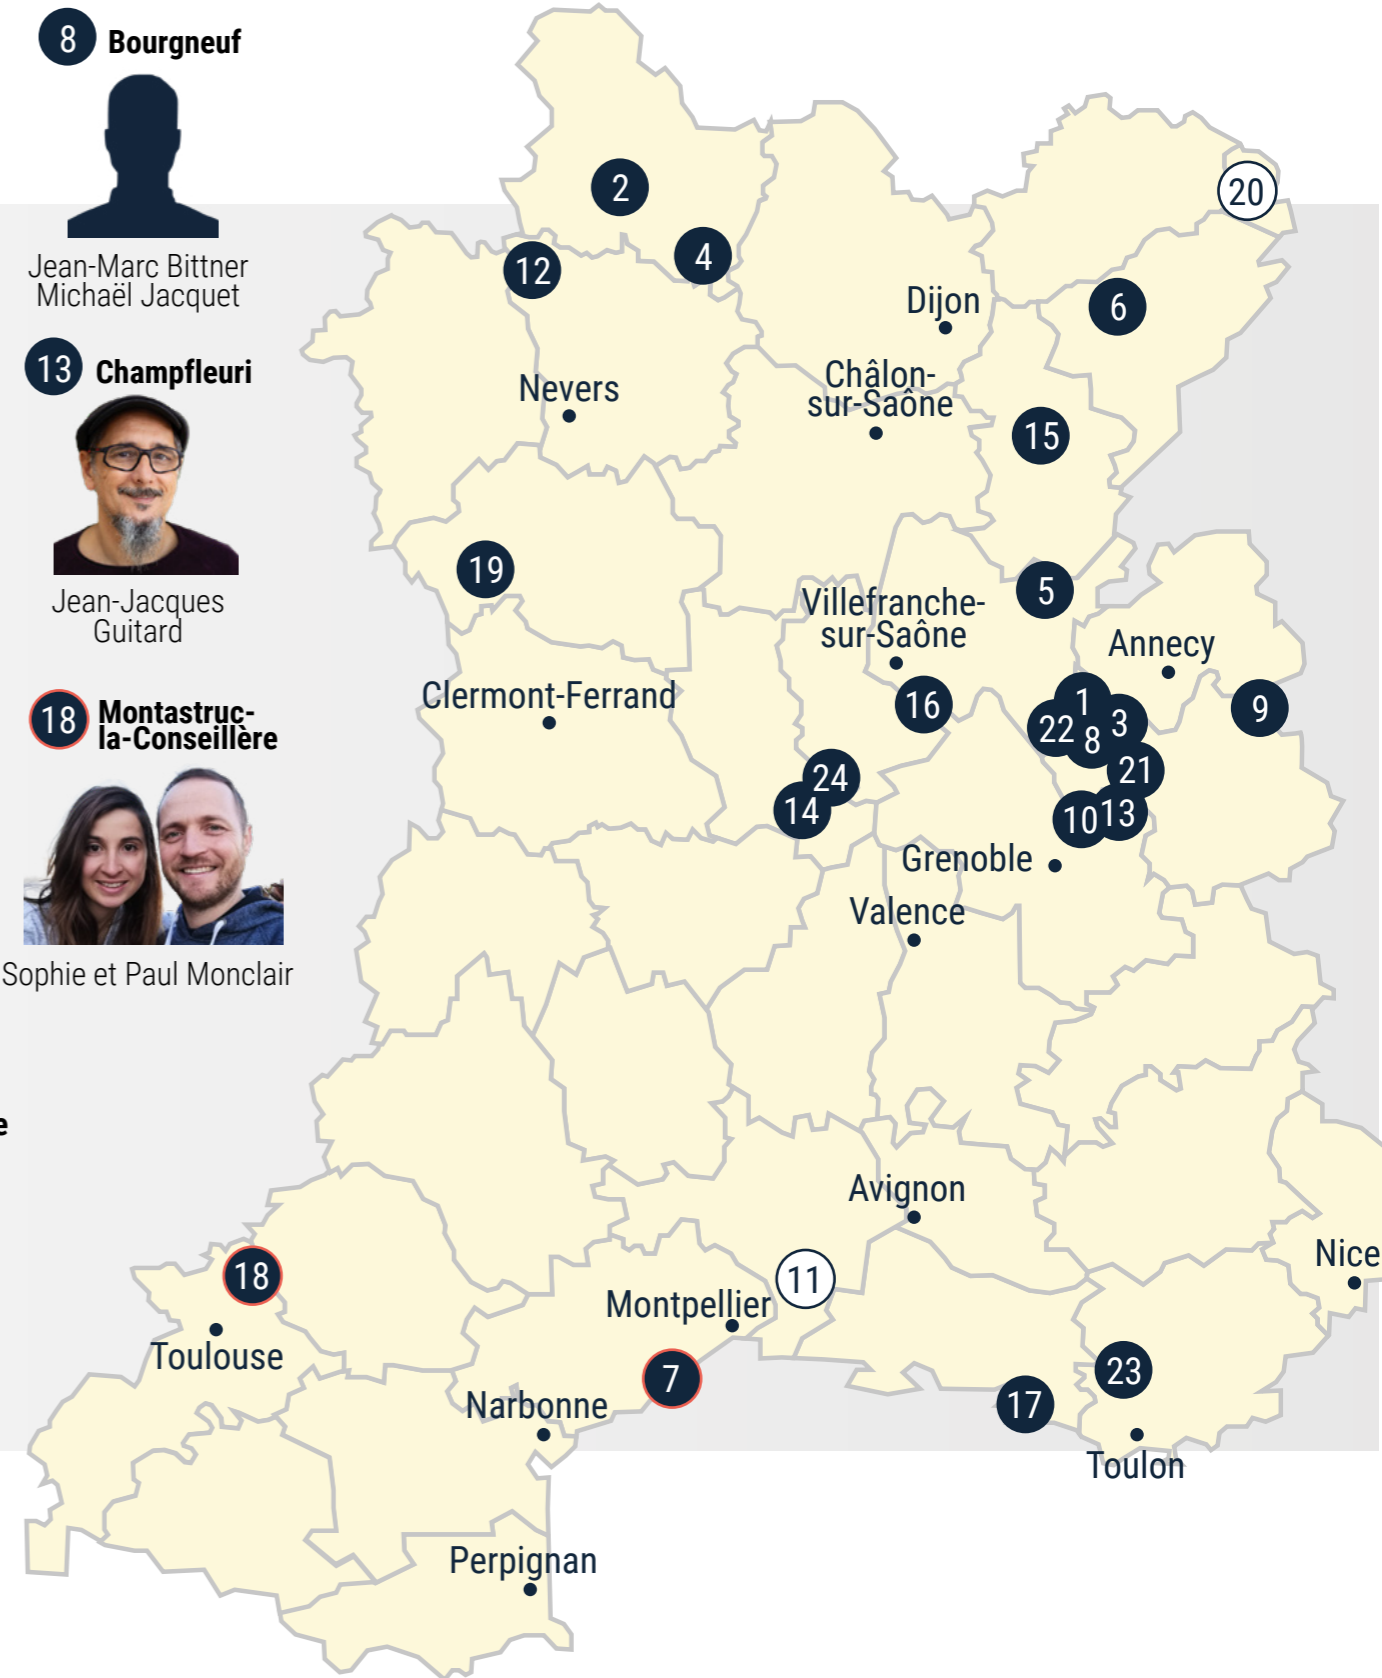 8 Bourgneuf
Jean-Marc Bittner
Michaël Jacquet
13 Champfleuri
Jean-Jacques
Guitard
18 Montastruc-
la-Conseillère
Sophie et Paul Monclair
e
2
20
4
12
6
Dijon
Châlon-
sur-Saône
Nevers
15
19
5
Villefranche-
sur-Saône
Annecy
Clermont-Ferrand
16
1
9
22
3
8
21
24
14
10
13
Grenoble
Valence
Avignon
18
11
Nice
Montpellier
Toulouse
7
23
Narbonne
17
Toulon
Perpignan